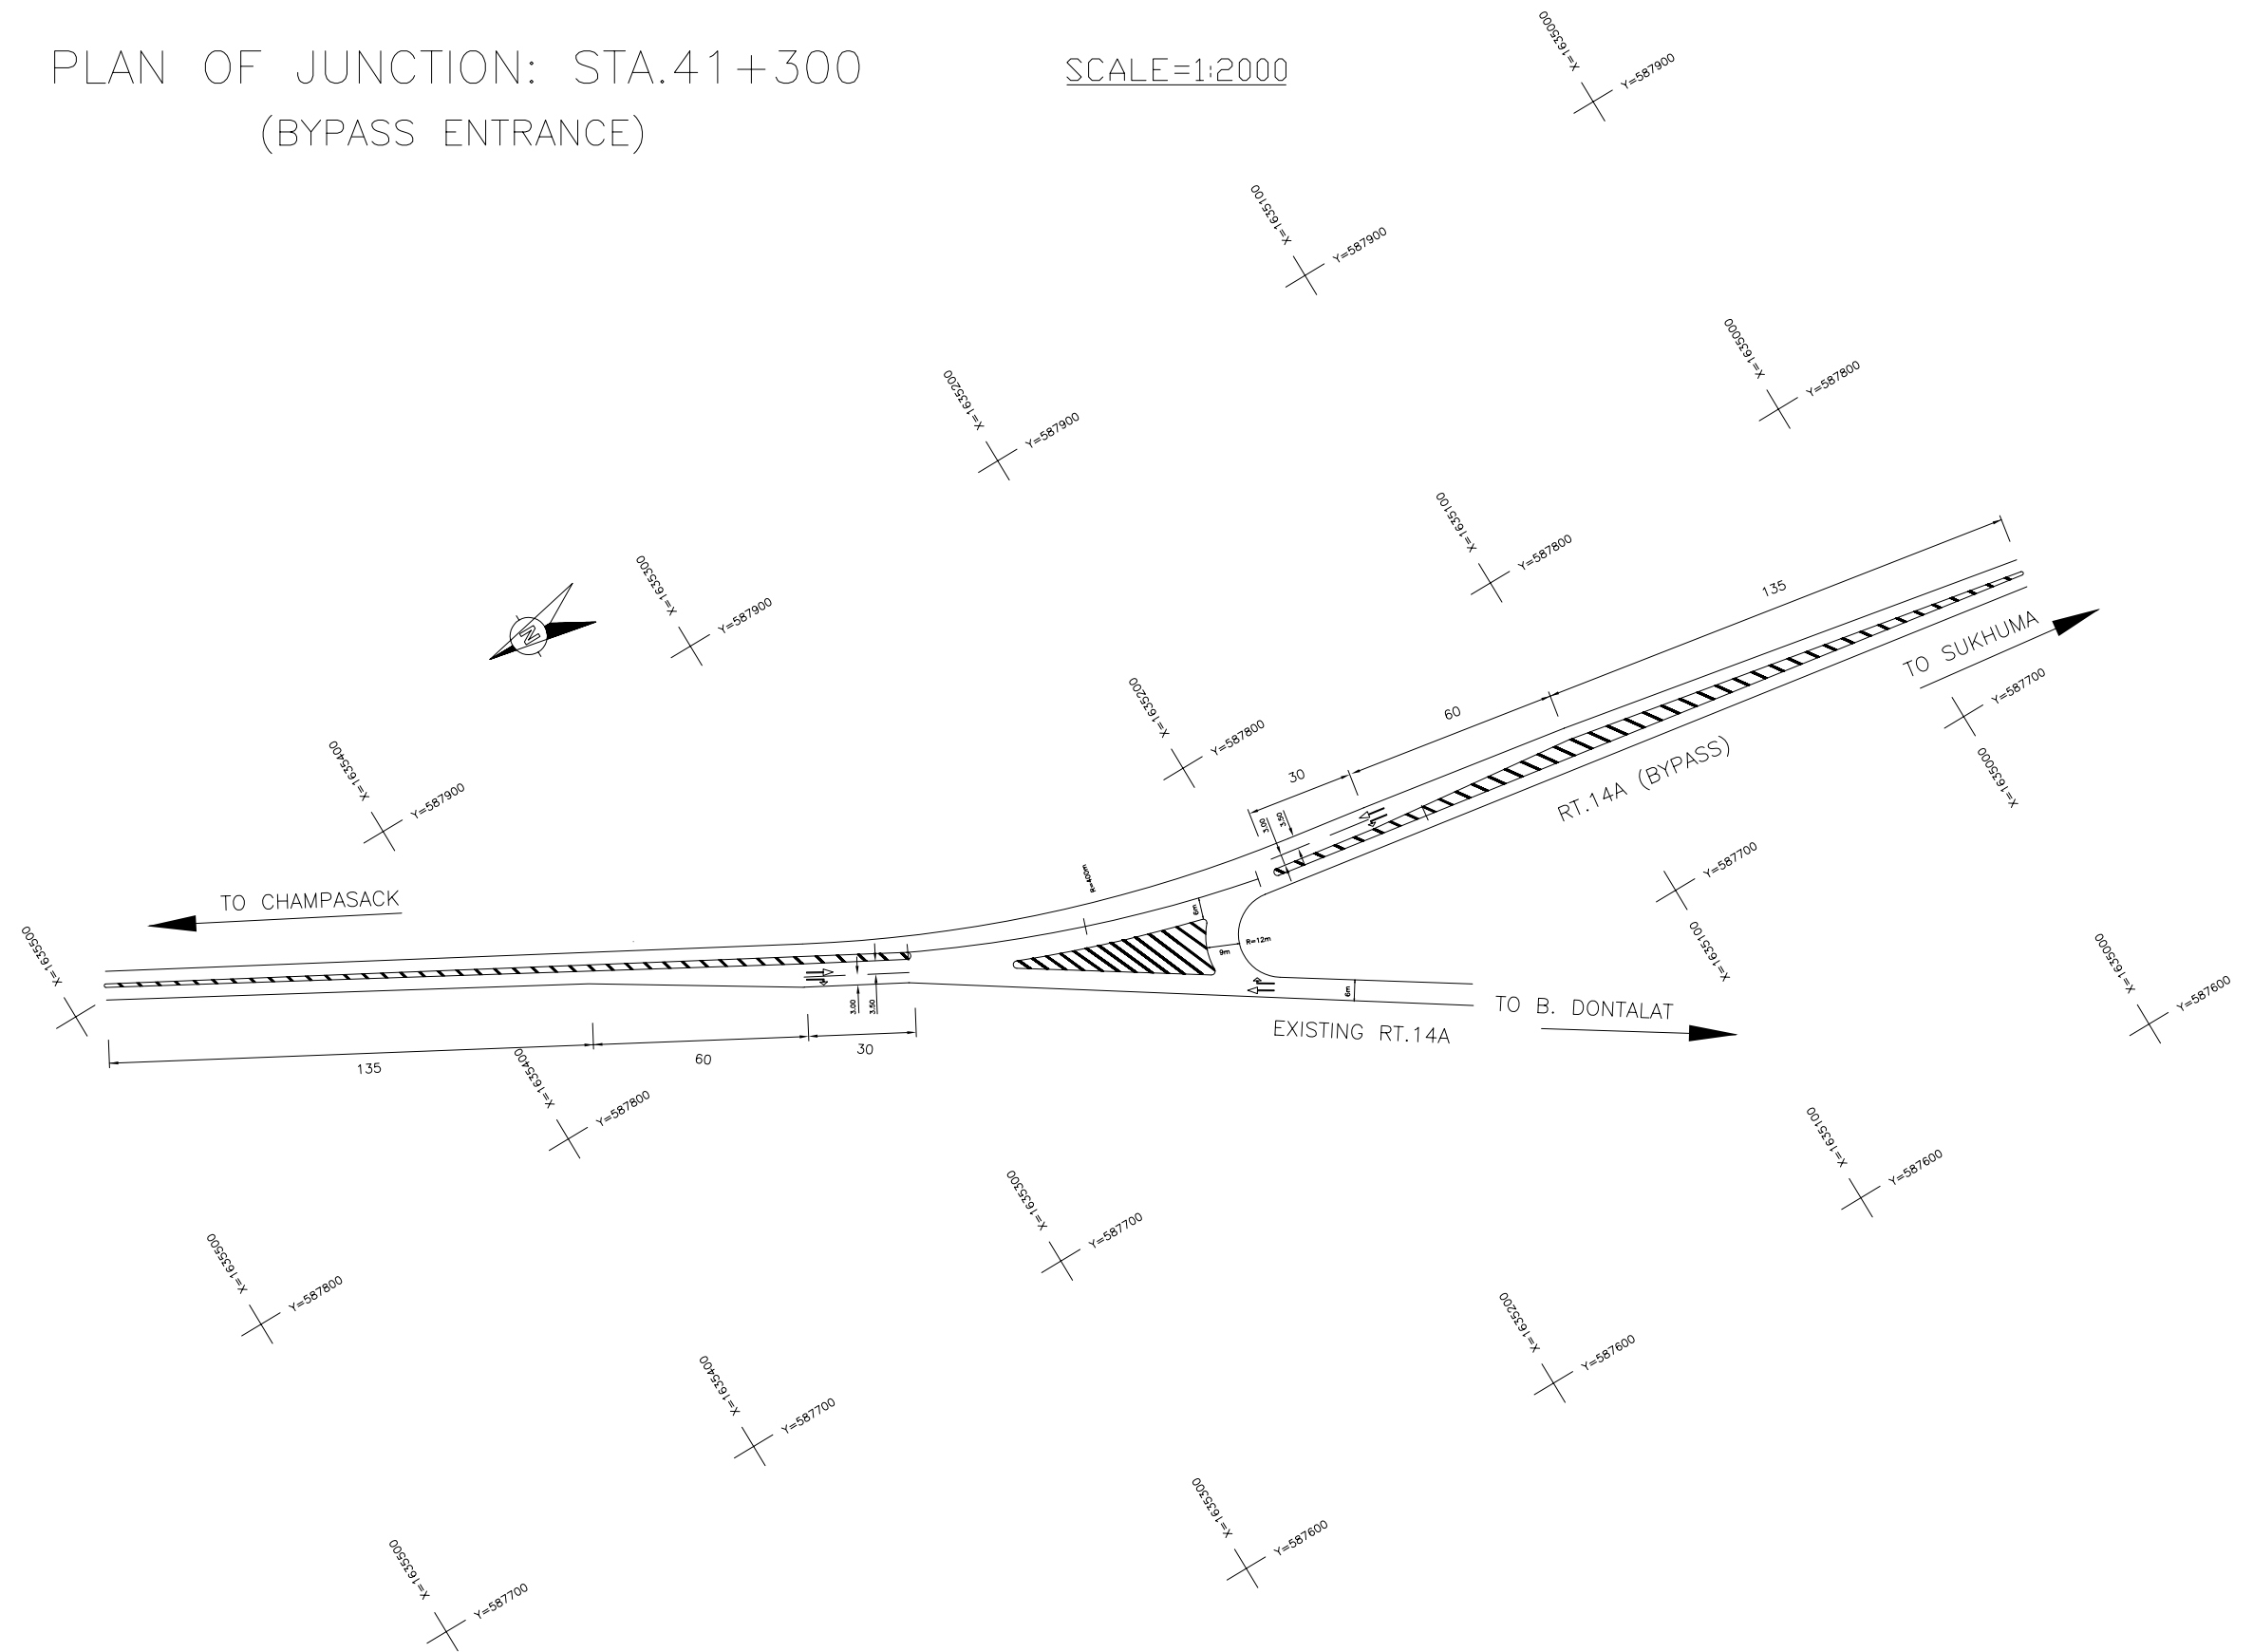 PLAN OF JUNCTION: STA.41+300
(BYPASS ENTRANCE)
SCALE=1:2000
X=1635000
Y=587900
X=1635100
Y=587900
X=1635000
Y=587800
X=1635200
Y=587900
X=1635100
Y=587800
X=1635300
Y=587900
N
135
TO SUKHUMA
Y=587700
X=1635000
X=1635200
Y=587800
60
RT.14A (BYPASS)
30
3.00
3.50
X=1635400
Y=587900
R=400m
Y=587700
X=1635100
TO CHAMPASACK
6m
R=12m
9m
X=1635500
3.00
3.50
6m
TO B. DONTALAT
EXISTING RT.14A
X=1635000
Y=587600
135
60
30
X=1635400
Y=587800
X=1635100
Y=587600
X=1635300
Y=587700
X=1635500
Y=587800
X=1635200
Y=587600
X=1635400
Y=587700
X=1635300
Y=587600
X=1635500
Y=587700